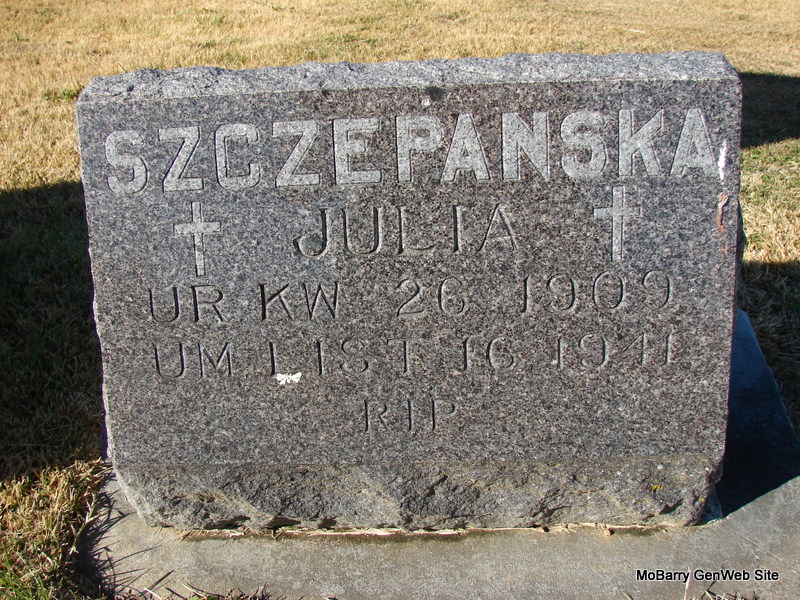 SZCZEPANSKA
JULIA
UR KW 26 1909
UM LIST 16 1941
RIP
MoBarry GenWeb Site